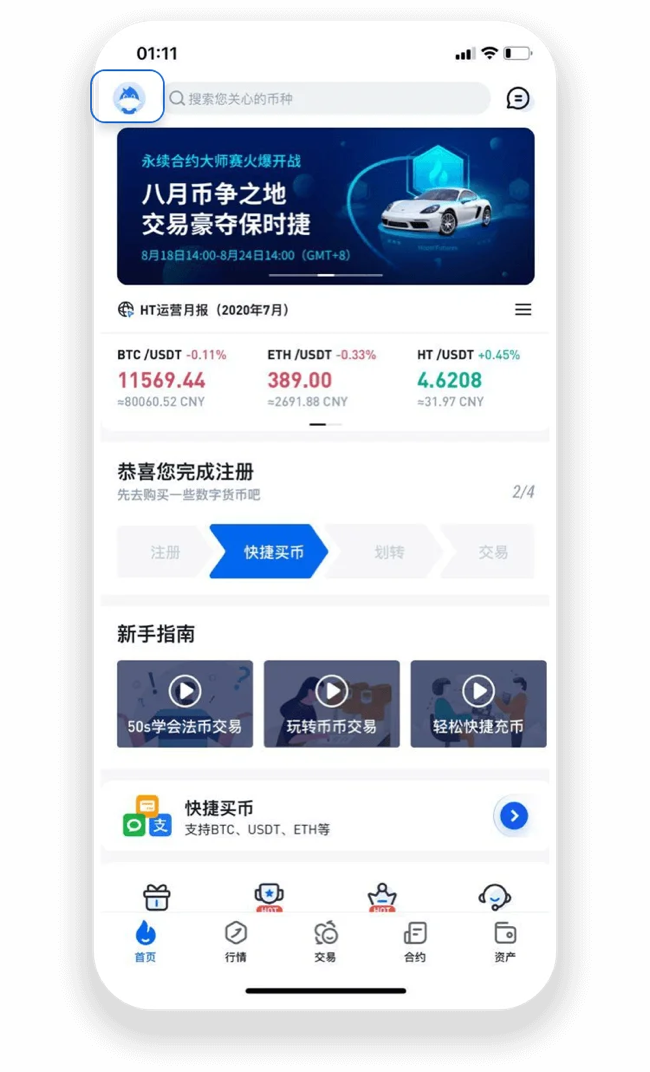 01:11
搜索您关心的币种
永续合约大师赛火爆开战
八月币争之地
交易豪夺保时捷
8月18日14:00-8月24日14:00（GMT+8）
HT运营月报（2020年7月）
BTC /USDT -0.11% ETH /USDT -0.33% HT /USDT +0.45%
11569.44 389.00 4.6208
≈80060.52 CNY ≈2691.88 CNY ≈31.97 CNY
恭喜您完成注册
先去购买一些数字货币吧 2/4
注册 快捷买币 划转 交易
新手指南
50s学会法币交易 玩转币币交易 轻松快捷充币
快捷买币
支 支持BTC、USDT、ETH等
首页 行情 交易 合约 资产